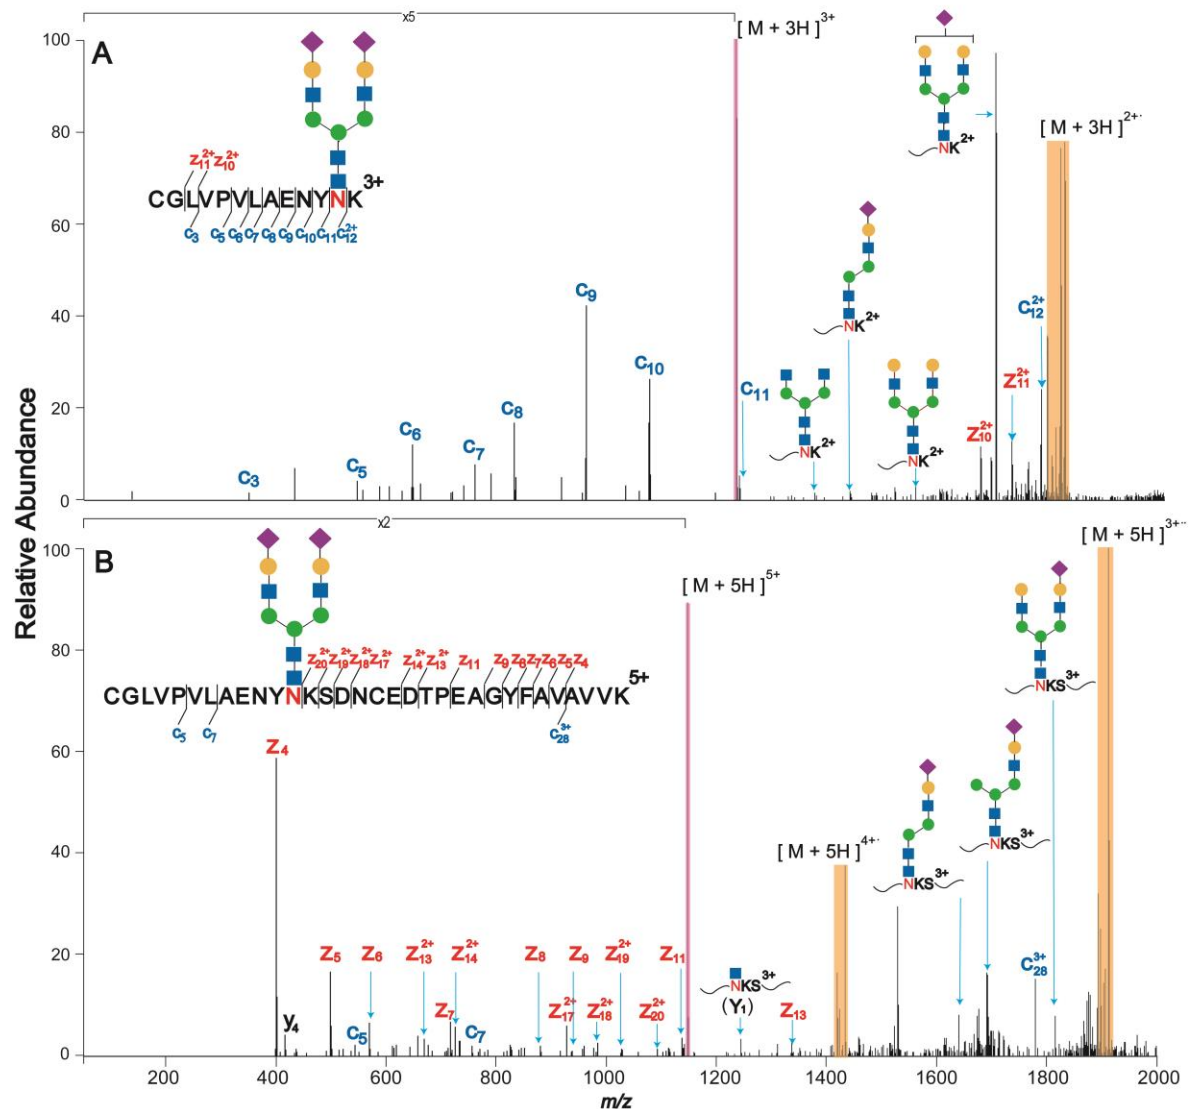 x5
A
[ M + 3H ]3+
z11 2+ z10 2+
CGLVPVLAENYNK 3+
c3 c5 c6 c7 c8 c9 c10 c11 c12 2+
NK2+
[ M + 3H ]2+·
NK2+
NK2+
NK2+
C3
C5
C6
C7
C8
C9
C10
C11
Z10 2+
Z11 2+
C12 2+
100
80
60
40
20
0
Relative Abundance
x2
B
[ M + 5H ]5+
[ M + 5H ]3+··
z20 2+ z19 2+ z18 2+ z17 2+ z14 2+ z13 2+ z11 z9 z8 z7 z6 z5 z4
CGLVPVLAENYNKSDNCEDTPEAGYFAVAVVK 5+
c5 c7 c28 3+
NKS3+
NKS3+
NKS3+
[ M + 5H ]4+·
NKS3+
(Y1)
Z4
y4
Z5
C5
Z6
Z13 2+
Z7
Z14 2+
C7
Z8
Z17 2+
Z9
Z18 2+
Z19 2+
Z20 2+
Z11
Z13
C28 3+
100
80
60
40
20
0
200 400 600 800 1000 1200 1400 1600 1800 2000
m/z